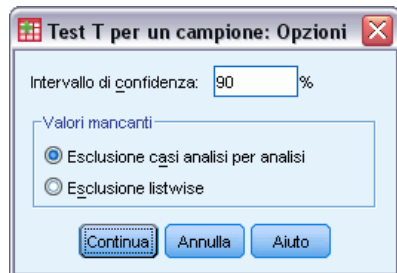 Test T per un campione: Opzioni
Intervallo di confidenza: 90 %
Valori mancanti
Esclusione casi analisi per analisi
Esclusione listwise
Continua Annulla Aiuto